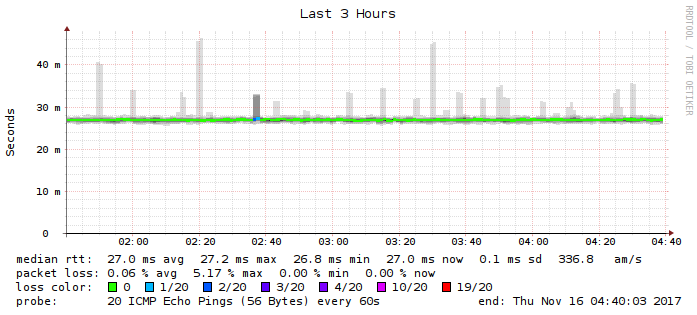 Last 3 Hours
RRDTOOL / TOBI OETIKER
Seconds
40 m
30 m
20 m
10 m
0
02:00 02:20 02:40 03:00 03:20 03:40 04:00 04:20 04:40
median rtt: 27.0 ms avg 27.2 ms max 26.8 ms min 27.0 ms now 0.1 ms sd 336.8 am/s
packet loss: 0.06 % avg 5.17 % max 0.00 % min 0.00 % now
loss color: 0 1/20 2/20 3/20 4/20 10/20 19/20
probe: 20 ICMP Echo Pings (56 Bytes) every 60s end: Thu Nov 16 04:40:03 2017